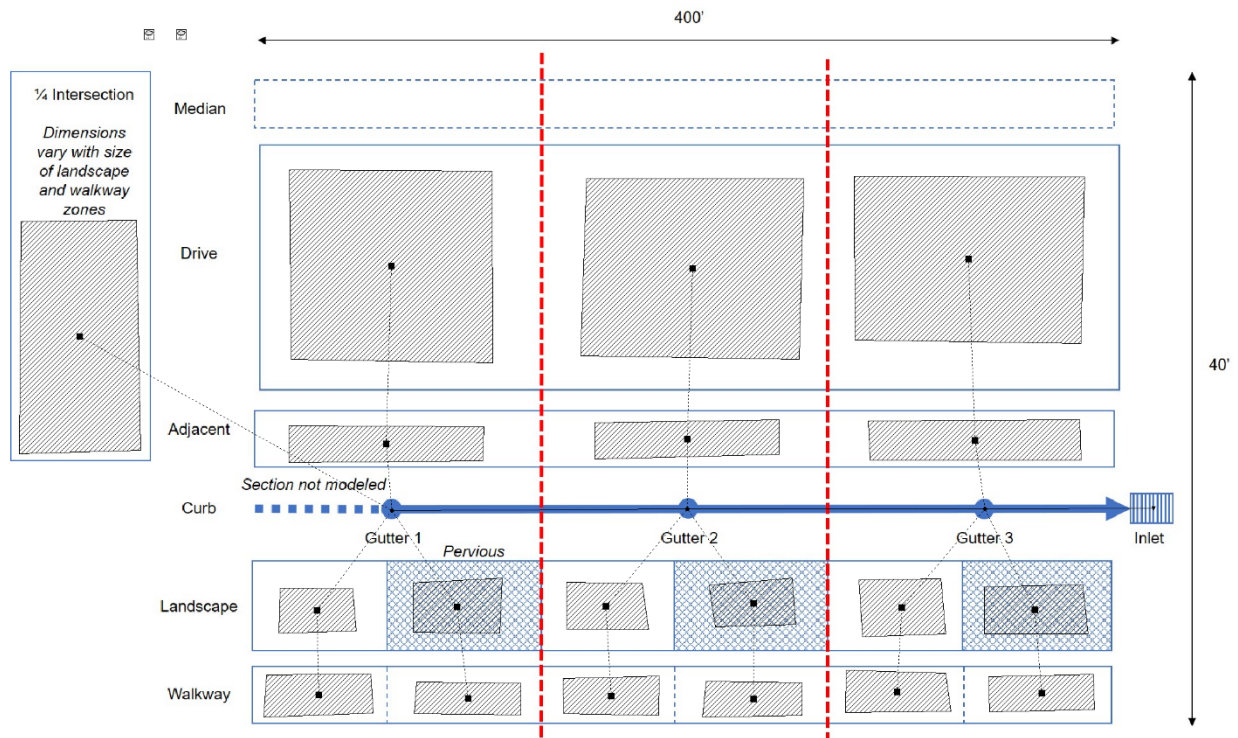 400’
¼ Intersection
Dimensions
vary with size
of landscape
and walkway
zones
Median
Drive
Adjacent
40’
Section not modeled
Curb
Gutter 1
Gutter 2
Gutter 3
Inlet
Pervious
Landscape
Walkway